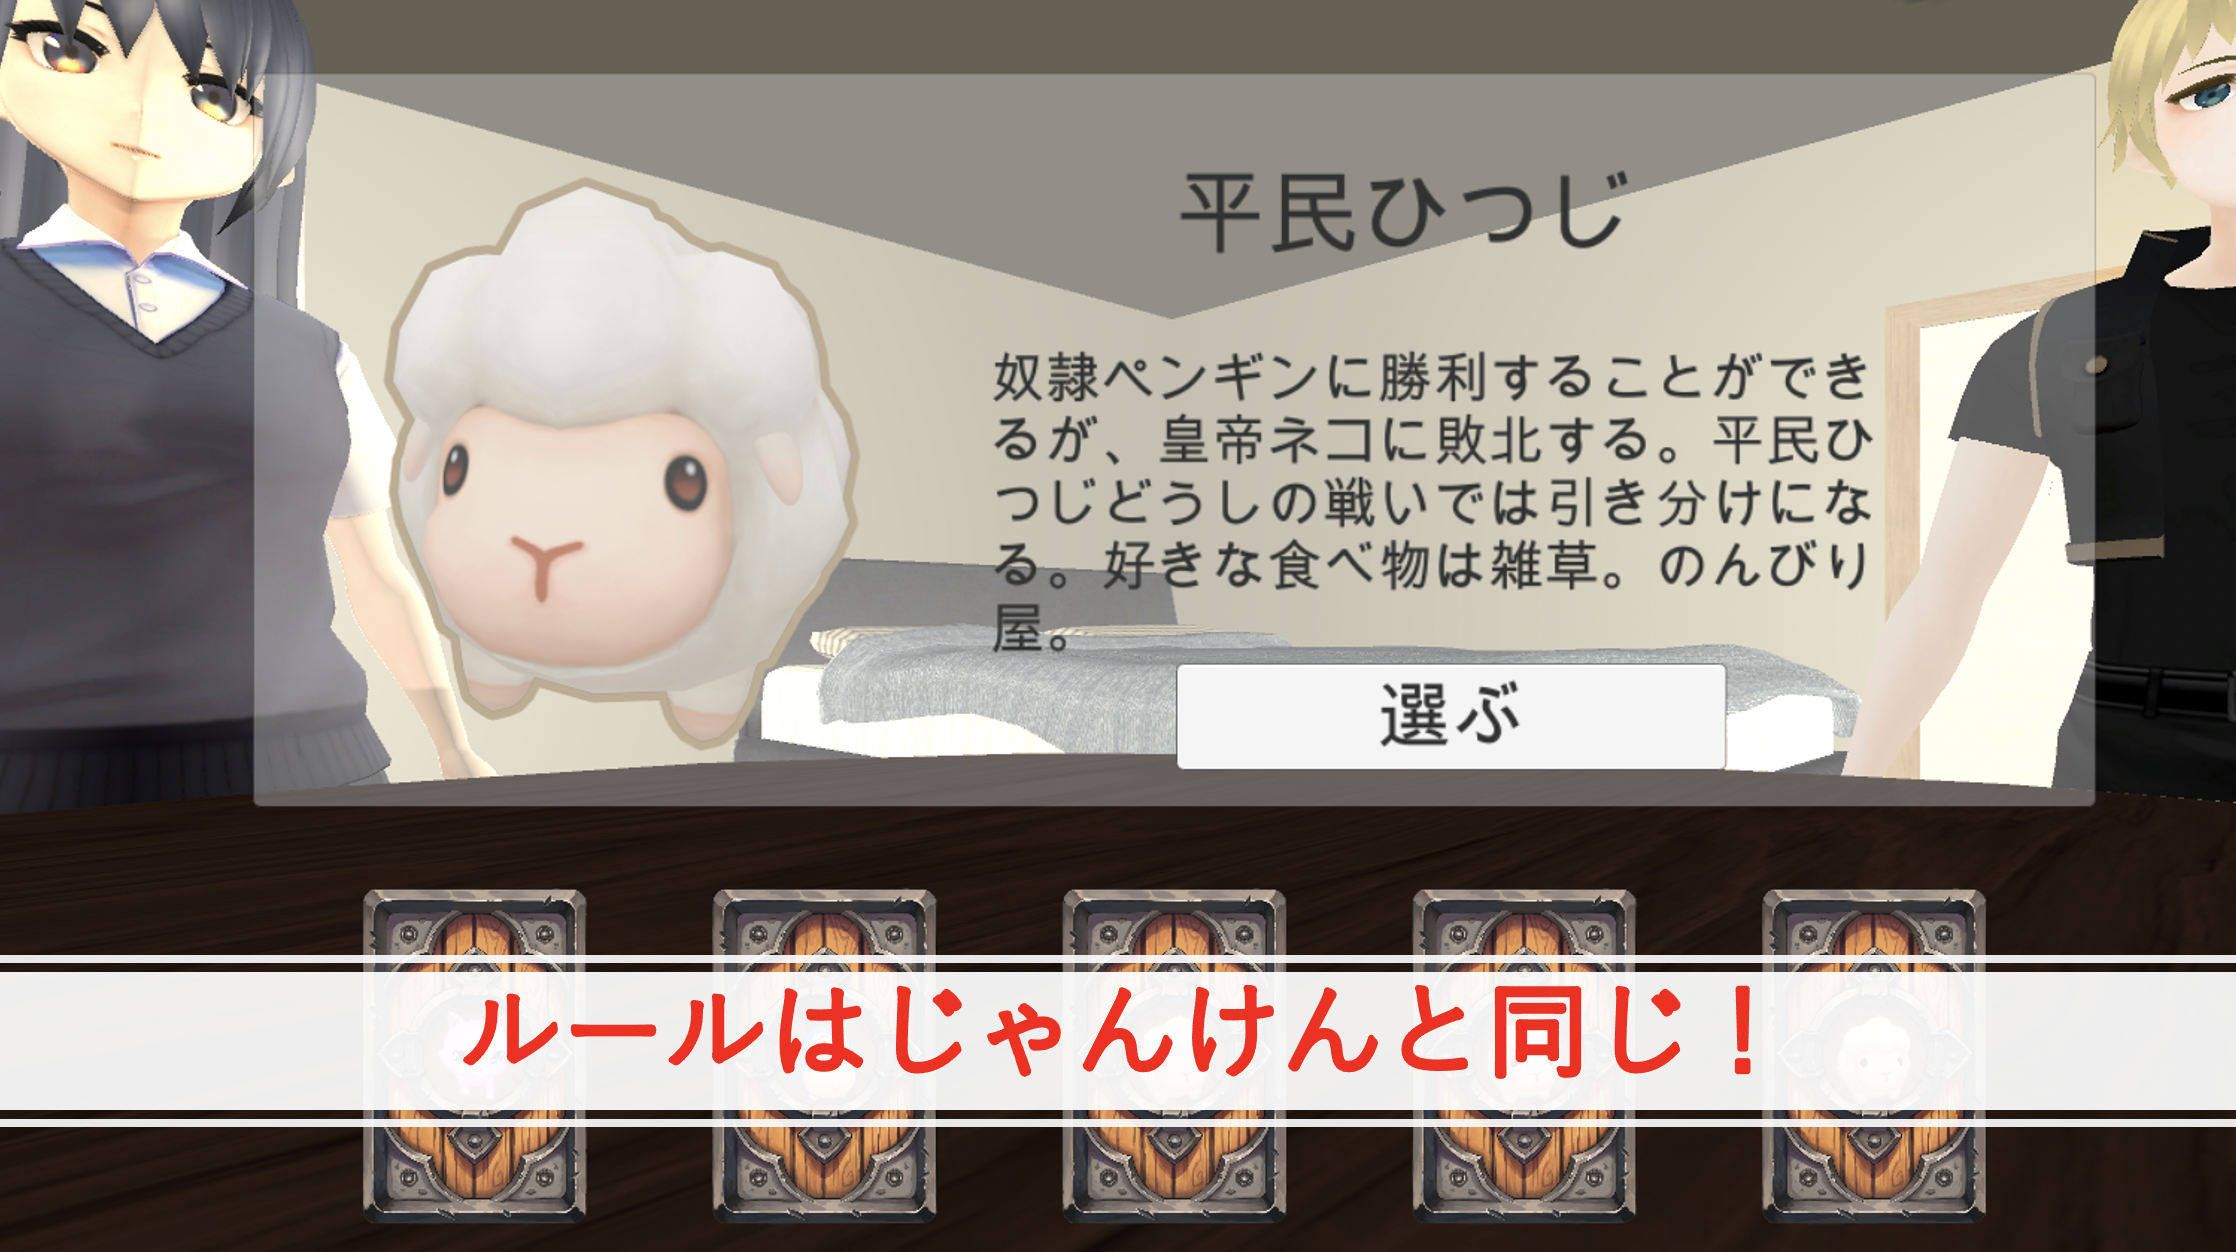 平民ひつじ
奴隷ペンギンに勝利することができ
るが、皇帝ネコに敗北する。平民ひ
つじどうしの戦いでは引き分けにな
る。好きな食べ物は雑草。のんびり
屋。
選ぶ
ルールはじゃんけんと同じ！